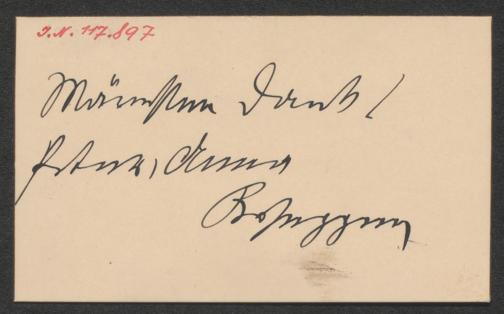 I.N. 117.897
Wärmsten Dank!
Peter, Anna
Rosegger